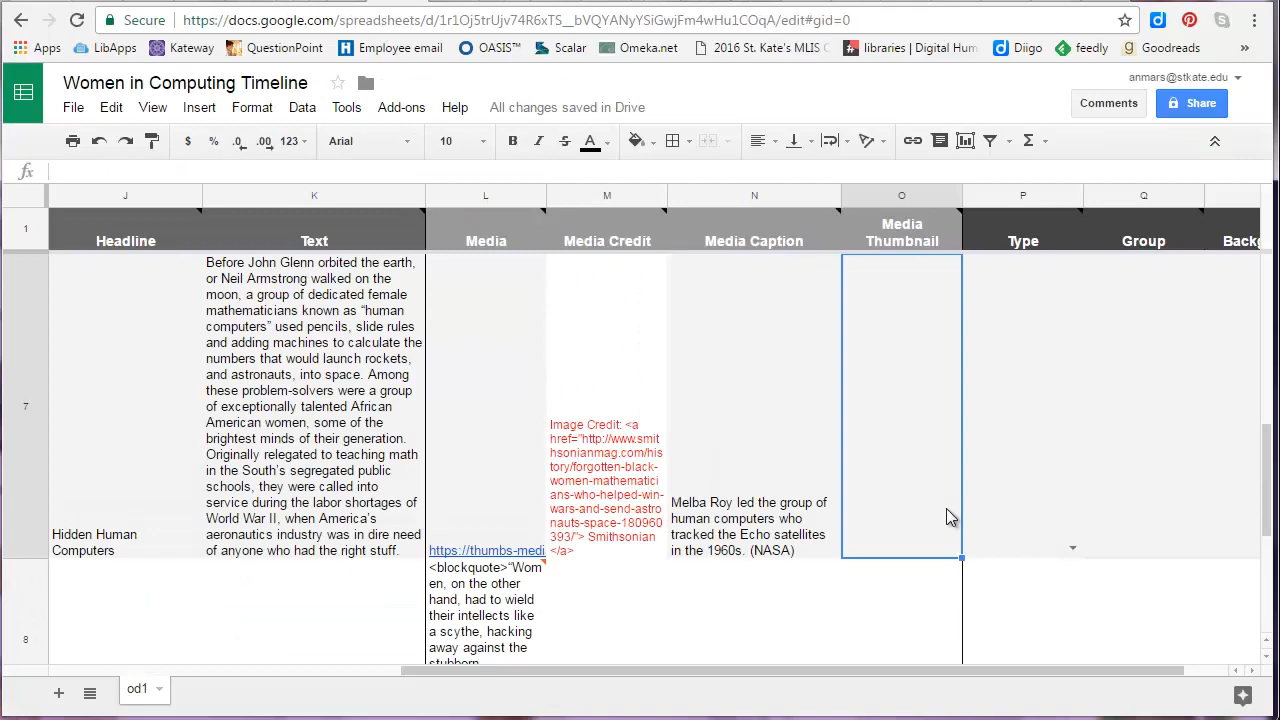 Secure https://docs.google.com/spreadsheets/d/1r1Oj5trUjv74R6xTS__bVQYANyYSiGwjFm4wHu1COqA/edit#gid=0
Apps LibApps Kateway QuestionPoint Employee email OASIS™ Scalar Omeka.net 2016 St. Kate's MLIS C libraries | Digital Hum Diigo feedly Goodreads »
Women in Computing Timeline
anmars@stkate.edu
File Edit View Insert Format Data Tools Add-ons Help All changes saved in Drive
Comments Share
$ % .0 .00 123 Arial 10 B I A Σ
fx
J K L M N O P Q
1 Headline Text Media Media Credit Media Caption Media Thumbnail Type Group Backg
7
Hidden Human
Computers
Before John Glenn orbited the earth,
or Neil Armstrong walked on the
moon, a group of dedicated female
mathematicians known as “human
computers” used pencils, slide rules
and adding machines to calculate the
numbers that would launch rockets,
and astronauts, into space. Among
these problem-solvers were a group
of exceptionally talented African
American women, some of the
brightest minds of their generation.
Originally relegated to teaching math
in the South’s segregated public
schools, they were called into
service during the labor shortages of
World War II, when America’s
aeronautics industry was in dire need
of anyone who had the right stuff.
https://thumbs-medi
Image Credit: <a
href="http://www.smit
hsonianmag.com/his
tory/forgotten-black-
women-mathematici
ans-who-helped-win-
wars-and-send-astro
nauts-space-180960
393/"> Smithsonian
</a>
Melba Roy led the group of
human computers who
tracked the Echo satellites
in the 1960s. (NASA)
8
<blockquote>“Wom
en, on the other
hand, had to wield
their intellects like
a scythe, hacking
away against the
stubborn
od1